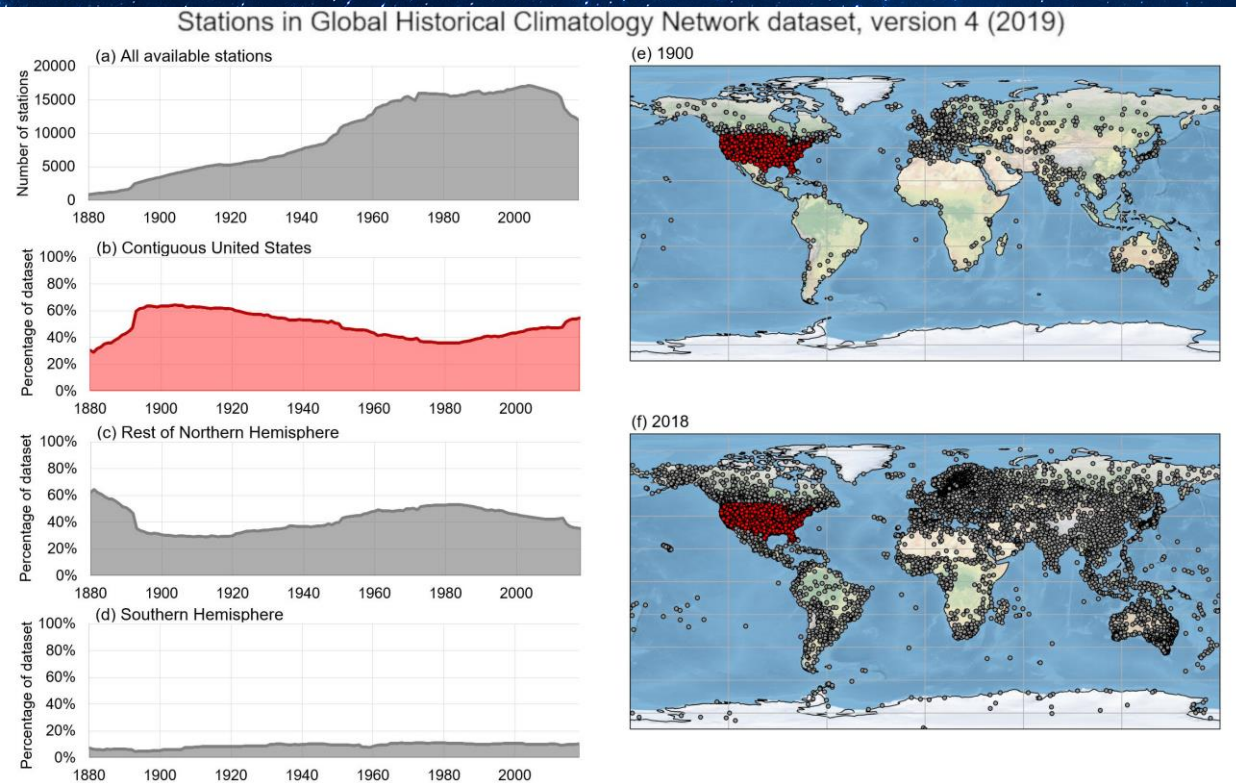 Stations in Global Historical Climatology Network dataset, version 4 (2019)
(a) All available stations
Number of stations
20000
15000
10000
5000
0
1880 1900 1920 1940 1960 1980 2000
(b) Contiguous United States
Percentage of dataset
100%
80%
60%
40%
20%
0%
1880 1900 1920 1940 1960 1980 2000
(c) Rest of Northern Hemisphere
Percentage of dataset
100%
80%
60%
40%
20%
0%
1880 1900 1920 1940 1960 1980 2000
(d) Southern Hemisphere
Percentage of dataset
100%
80%
60%
40%
20%
0%
1880 1900 1920 1940 1960 1980 2000
(e) 1900
(f) 2018